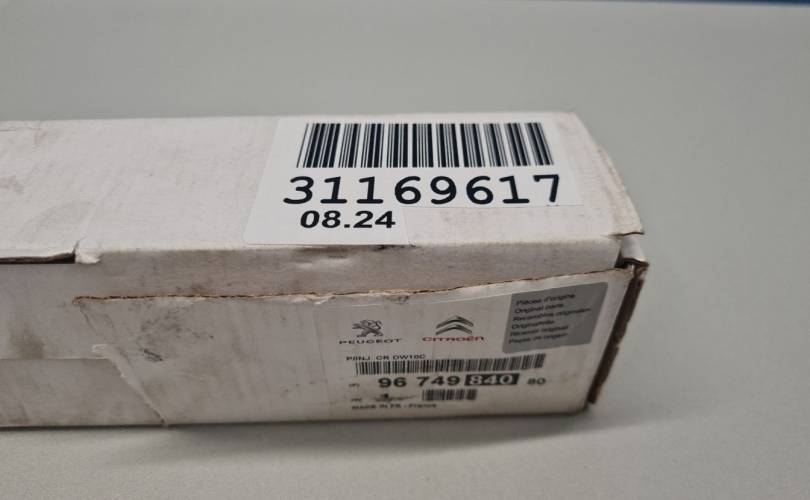 31169617
08.24
PEUGEOT CITROËN
Pièces d'origine
Original parts
P/INJ CR DW10C
(P) 96 749 840 80
MADE IN FR - France